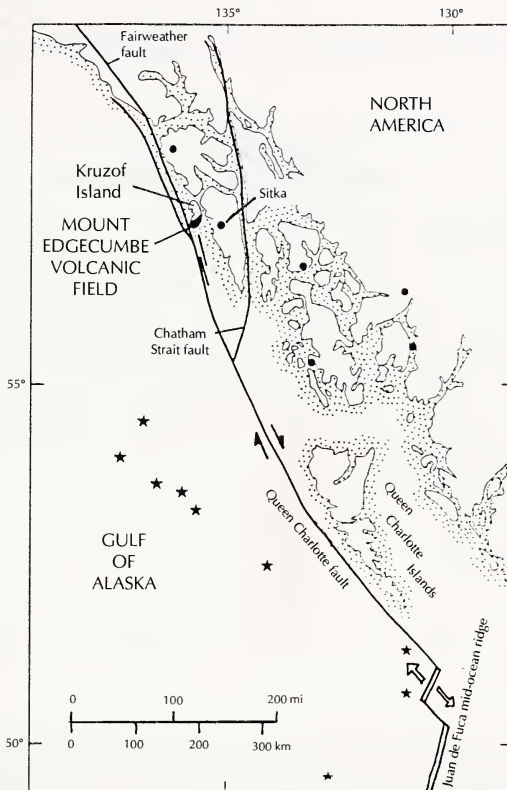 135°
130°
Fairweather
fault
NORTH
AMERICA
Kruzof
Island
Sitka
MOUNT
EDGECUMBE
VOLCANIC
FIELD
Chatham
Strait fault
55°
Queen Charlotte fault
Queen
Charlotte
Islands
GULF
OF
ALASKA
Juan de Fuca mid-ocean ridge
0 100 200 mi
0 100 200 300 km
50°